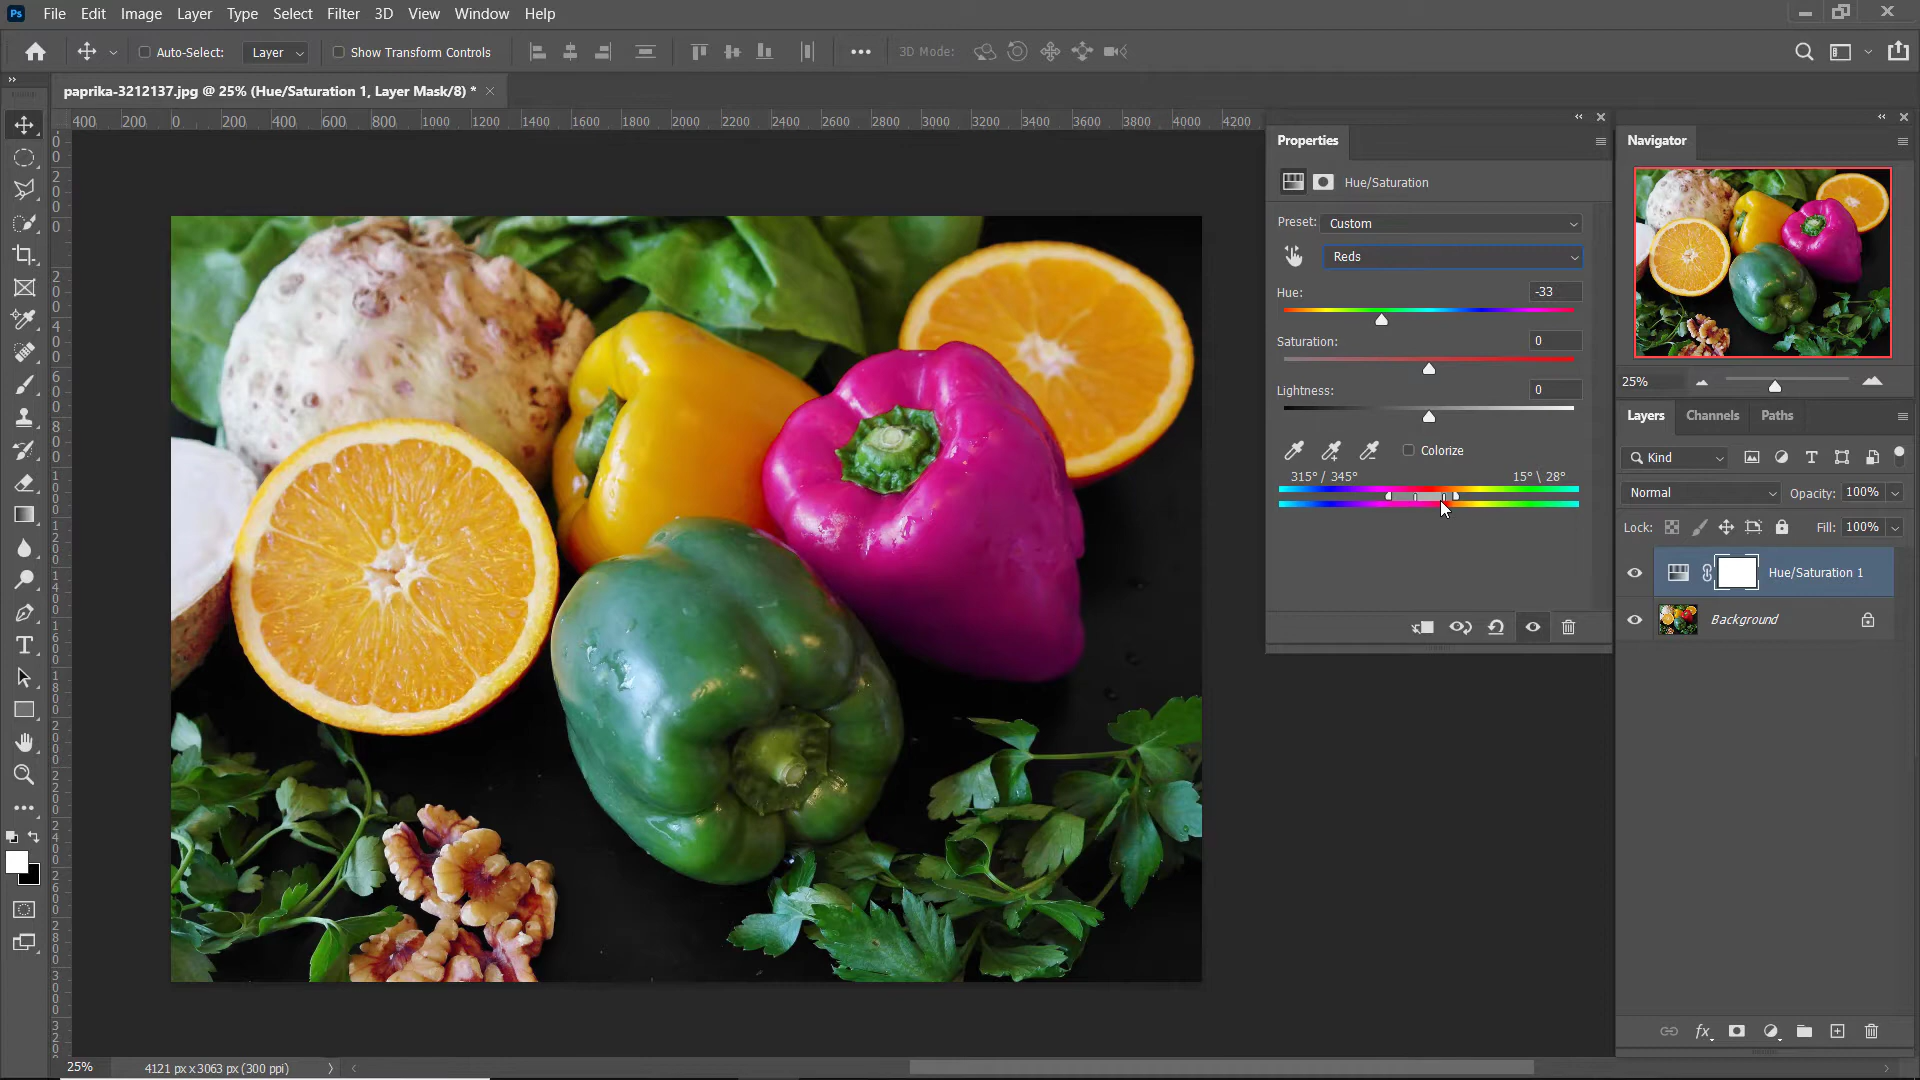 Ps File Edit Image Layer Type Select Filter 3D View Window Help
Auto-Select: Layer Show Transform Controls 3D Mode:
paprika-3212137.jpg @ 25% (Hue/Saturation 1, Layer Mask/8) *
400 200 0 200 400 600 800 1000 1200 1400 1600 1800 2000 2200 2400 2600 2800 3000 3200 3400 3600 3800 4000 4200
Properties
Hue/Saturation
Preset: Custom
Reds
Hue: -33
Saturation: 0
Lightness: 0
Colorize
315° / 345° 15° \ 28°
Navigator
25%
Layers Channels Paths
Kind
Normal Opacity: 100%
Lock: Fill: 100%
Hue/Saturation 1
Background
fx
25% 4121 px x 3063 px (300 ppi)